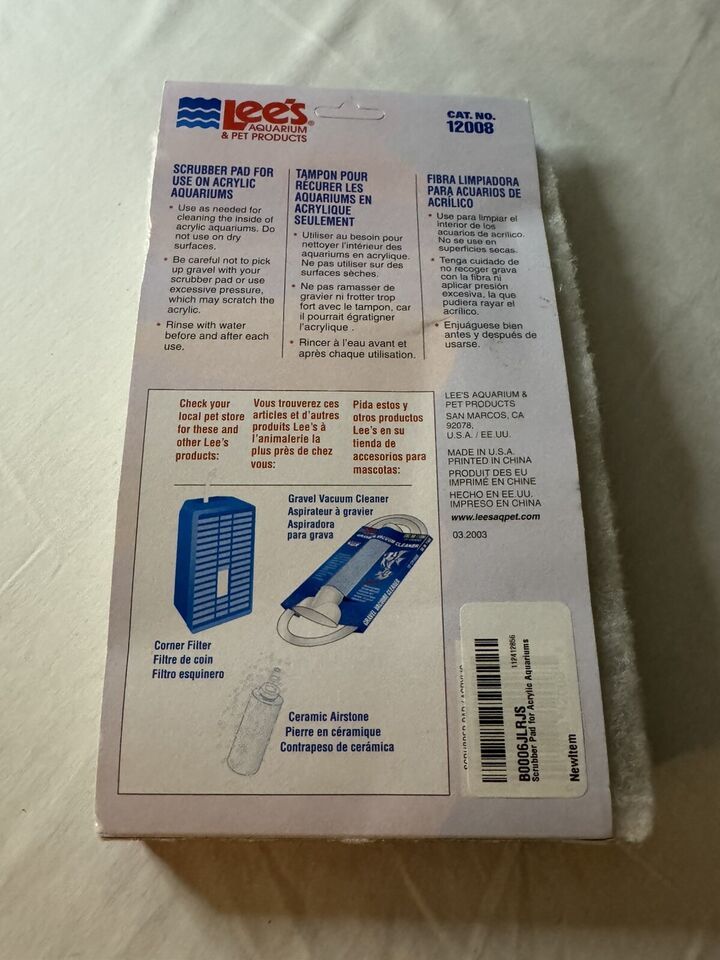 Lee's®
AQUARIUM
& PET PRODUCTS
CAT. NO.
12008
SCRUBBER PAD FOR
USE ON ACRYLIC
AQUARIUMS
• Use as needed for
cleaning the inside of
acrylic aquariums. Do
not use on dry
surfaces.
• Be careful not to pick
up gravel with your
scrubber pad or use
excessive pressure,
which may scratch the
acrylic.
• Rinse with water
before and after each
use.
TAMPON POUR
RÉCURER LES
AQUARIUMS EN
ACRYLIQUE
SEULEMENT
• Utiliser au besoin pour
nettoyer l'intérieur des
aquariums en acrylique.
Ne pas utiliser sur des
surfaces sèches.
• Ne pas ramasser de
gravier ni frotter trop
fort avec le tampon, car
il pourrait égratigner
l'acrylique .
• Rincer à l'eau avant et
après chaque utilisation.
FIBRA LIMPIADORA
PARA ACUARIOS DE
ACRÍLICO
• Use para limpiar el
interior de los
acuarios de acrílico.
No se use en
superficies secas.
• Tenga cuidado de
no recoger grava
con la fibra ni
aplicar presión
excesiva, la que
pudiera rayar el
acrílico.
• Enjuáguese bien
antes y después de
usarse.
Check your
local pet store
for these and
other Lee's
products:
Vous trouverez ces
articles et d'autres
produits Lee's à
l'animalerie la
plus près de chez
vous:
Pida estos y
otros productos
Lee's en su
tienda de
accesorios para
mascotas:
Gravel Vacuum Cleaner
Aspirateur à gravier
Aspiradora
para grava
VACUUM CLEANER
GRAVEL VACUUM CLEANER
Corner Filter
Filtre de coin
Filtro esquinero
Ceramic Airstone
Pierre en céramique
Contrapeso de cerámica
LEE'S AQUARIUM &
PET PRODUCTS
SAN MARCOS, CA
92078,
U.S.A. / EE UU.
MADE IN U.S.A.
PRINTED IN CHINA
PRODUIT DES EU
IMPRIMÉ EN CHINE
HECHO EN EE.UU.
IMPRESO EN CHINA
www.leesaqpet.com
03.2003
112412856
B0006JLRJS
Scrubber Pad for Acrylic Aquariums
NewItem